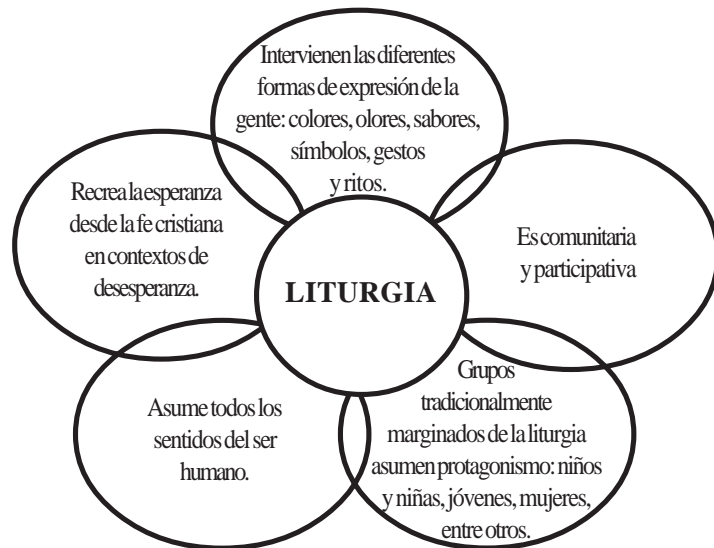 Intervienen las diferentes
formas de expresión de la
gente: colores, olores, sabores,
símbolos, gestos
y ritos.
Recrea la esperanza
desde la fe cristiana
en contextos de
desesperanza.
Es comunitaria
y participativa
LITURGIA
Asume todos los
sentidos del ser
humano.
Grupos
tradicionalmente
marginados de la liturgia
asumen protagonismo: niños
y niñas, jóvenes, mujeres,
entre otros.